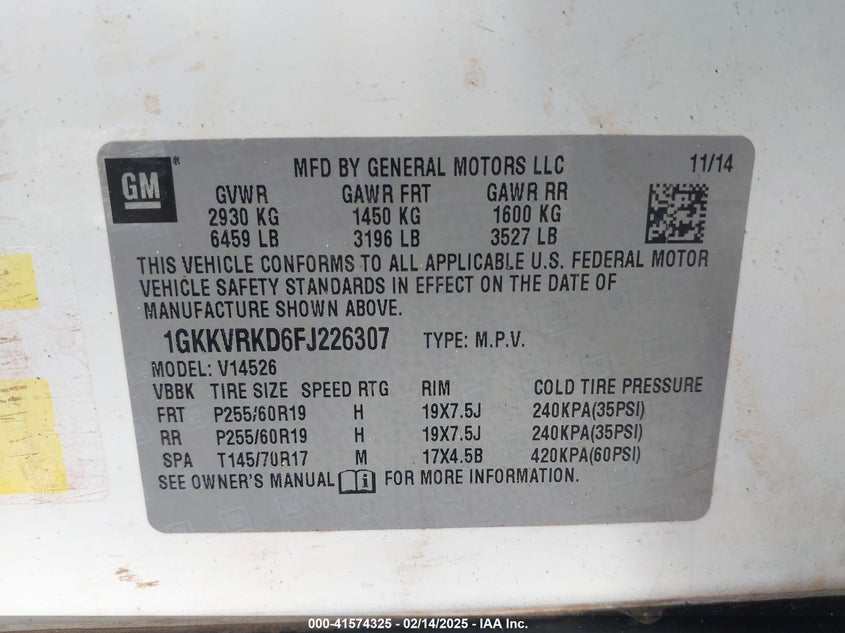 GM ® MFD BY GENERAL MOTORS LLC 11/14
GVWR GAWR FRT GAWR RR
2930 KG 1450 KG 1600 KG
6459 LB 3196 LB 3527 LB
THIS VEHICLE CONFORMS TO ALL APPLICABLE U.S. FEDERAL MOTOR
VEHICLE SAFETY STANDARDS IN EFFECT ON THE DATE OF
MANUFACTURE SHOWN ABOVE.
1GKKVRKD6FJ226307 TYPE: M.P.V.
MODEL: V14526
VBBK TIRE SIZE SPEED RTG RIM COLD TIRE PRESSURE
FRT P255/60R19 H 19X7.5J 240KPA(35PSI)
RR P255/60R19 H 19X7.5J 240KPA(35PSI)
SPA T145/70R17 M 17X4.5B 420KPA(60PSI)
SEE OWNER'S MANUAL i FOR MORE INFORMATION.
000-41574325 - 02/14/2025 - IAA Inc.